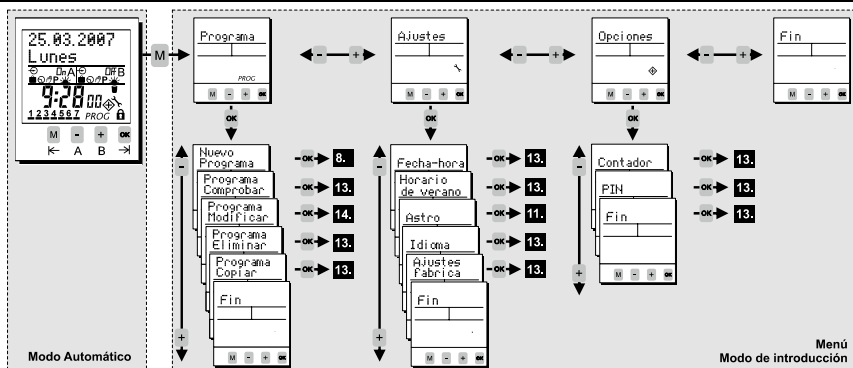 25.03.2007
Lunes
On A
Off B
P
P
9:28 00
1234567 PROG
M - + OK
A B
Modo Automático
M
Programa
PROG
M - + OK
- +
Ajustes
M - + OK
- +
Opciones
M - + OK
- +
Fin
M - + OK
OK
OK
OK
-
+
Nuevo
Programa
OK 8.
Programa
Comprobar
OK 13.
Programa
Modificar
OK 14.
Programa
Eliminar
OK 13.
Programa
Copiar
OK 13.
Fin
M - + OK
-
+
Fecha-hora
OK 13.
Horario
de verano
OK 13.
Astro
OK 11.
Idioma
OK 13.
Ajustes
fabrica
OK 13.
Fin
M - + OK
-
+
Contador
OK 13.
PIN
OK 13.
Fin
OK 13.
M - + OK
Menú
Modo de introducción